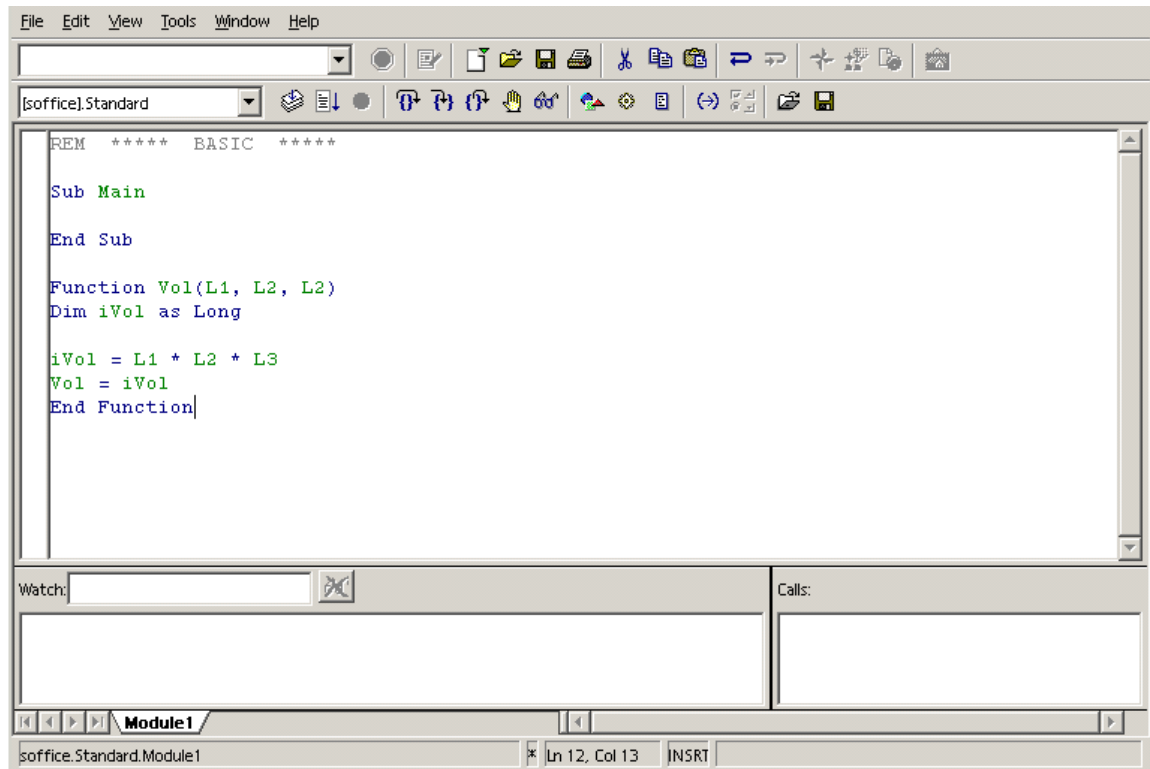 File Edit View Tools Window Help
[soffice].Standard
REM ***** BASIC *****
Sub Main
End Sub
Function Vol(L1, L2, L2)
Dim iVol as Long
iVol = L1 * L2 * L3
Vol = iVol
End Function
Watch:
Calls:
Module1
soffice.Standard.Module1 * Ln 12, Col 13 INSRT